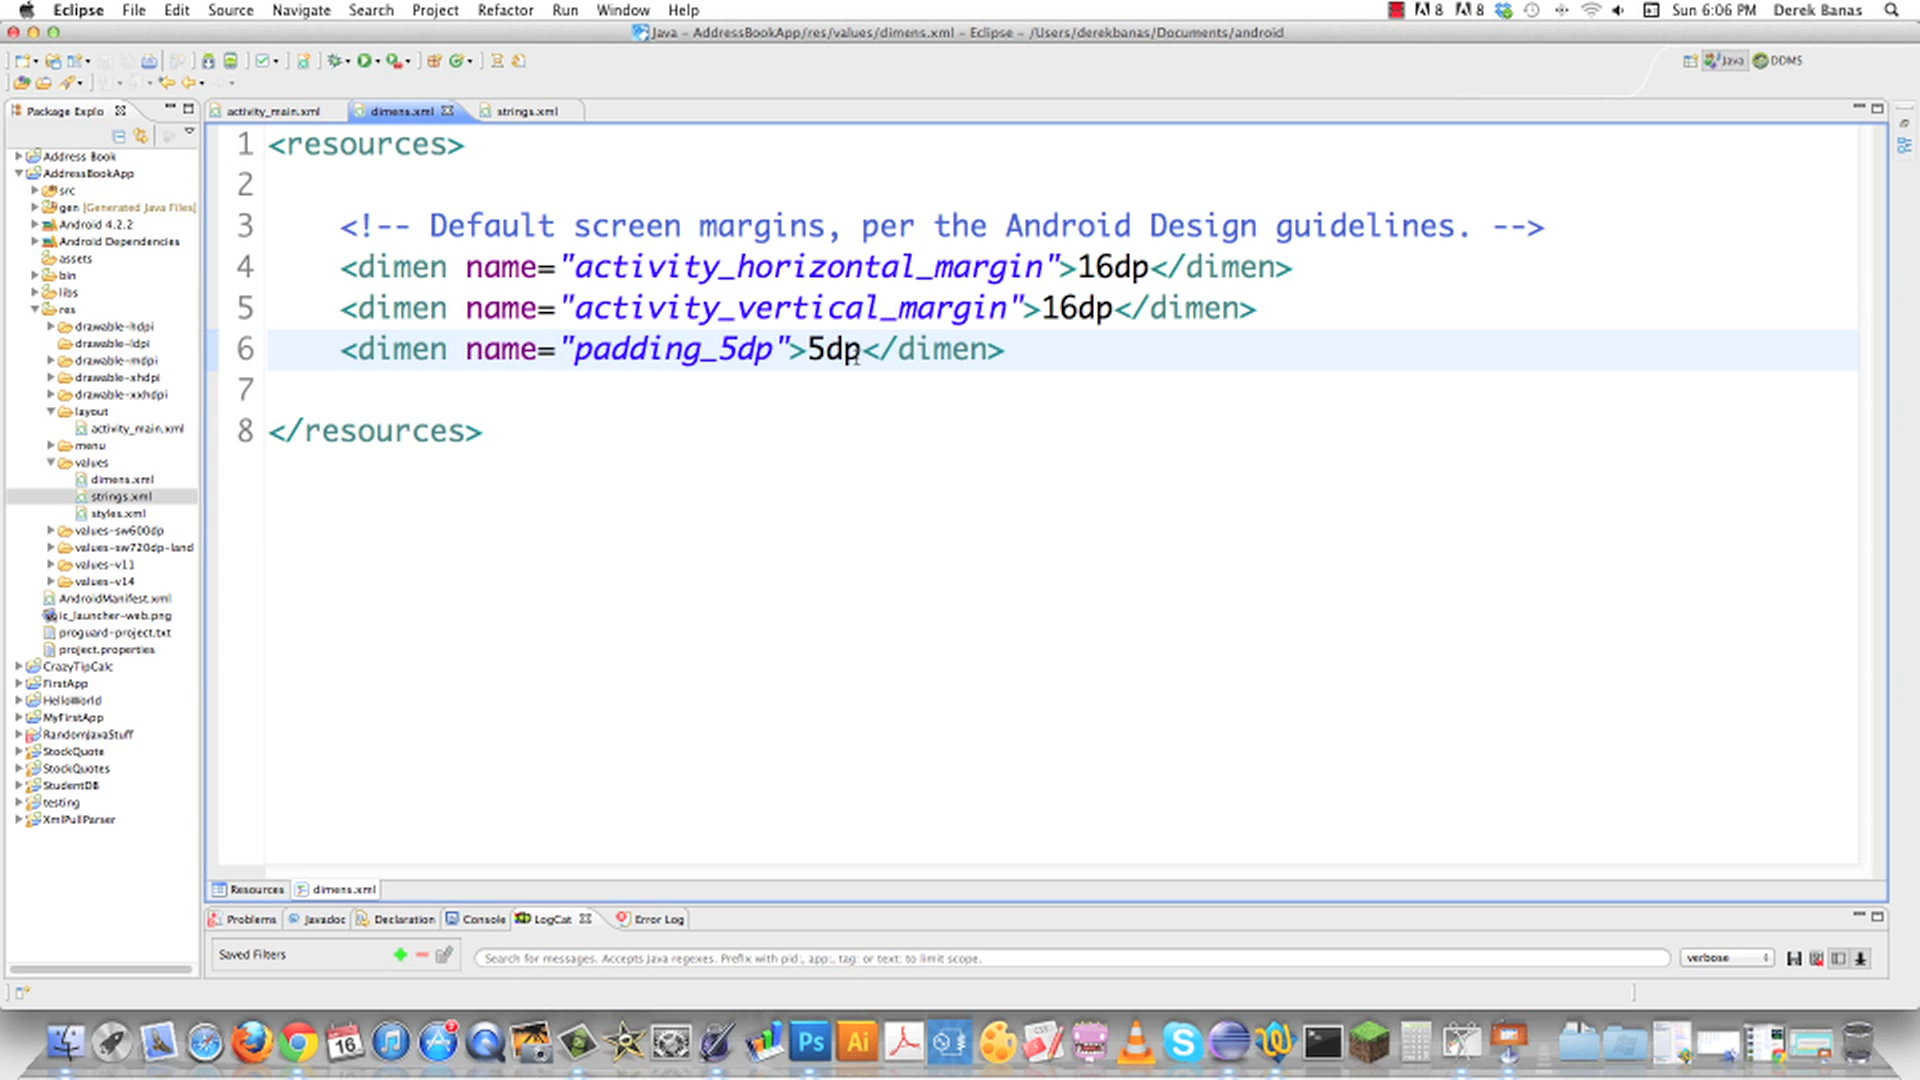 Eclipse File Edit Source Navigate Search Project Refactor Run Window Help
8 8 Sun 6:06 PM Derek Banas
Java – AddressBookApp/res/values/dimens.xml – Eclipse – /Users/derekbanas/Documents/android
Java DDMS
Package Explo
activity_main.xml dimens.xml strings.xml
Address Book
AddressBookApp
src
gen [Generated Java Files]
Android 4.2.2
Android Dependencies
assets
bin
libs
res
drawable-hdpi
drawable-ldpi
drawable-mdpi
drawable-xhdpi
drawable-xxhdpi
layout
activity_main.xml
menu
values
dimens.xml
strings.xml
styles.xml
values-sw600dp
values-sw720dp-land
values-v11
values-v14
AndroidManifest.xml
ic_launcher-web.png
proguard-project.txt
project.properties
CrazyTipCalc
FirstApp
HelloWorld
MyFirstApp
RandomJavaStuff
StockQuote
StockQuotes
StudentDB
testing
XmlPullParser
1 <resources>
2
3 <!-- Default screen margins, per the Android Design guidelines. -->
4 <dimen name="activity_horizontal_margin">16dp</dimen>
5 <dimen name="activity_vertical_margin">16dp</dimen>
6 <dimen name="padding_5dp">5dp</dimen>
7
8 </resources>
Resources dimens.xml
Problems Javadoc Declaration Console LogCat Error Log
Saved Filters
Search for messages. Accepts Java regexes. Prefix with pid:, app:, tag: or text: to limit scope.
verbose
16 Ps Ai